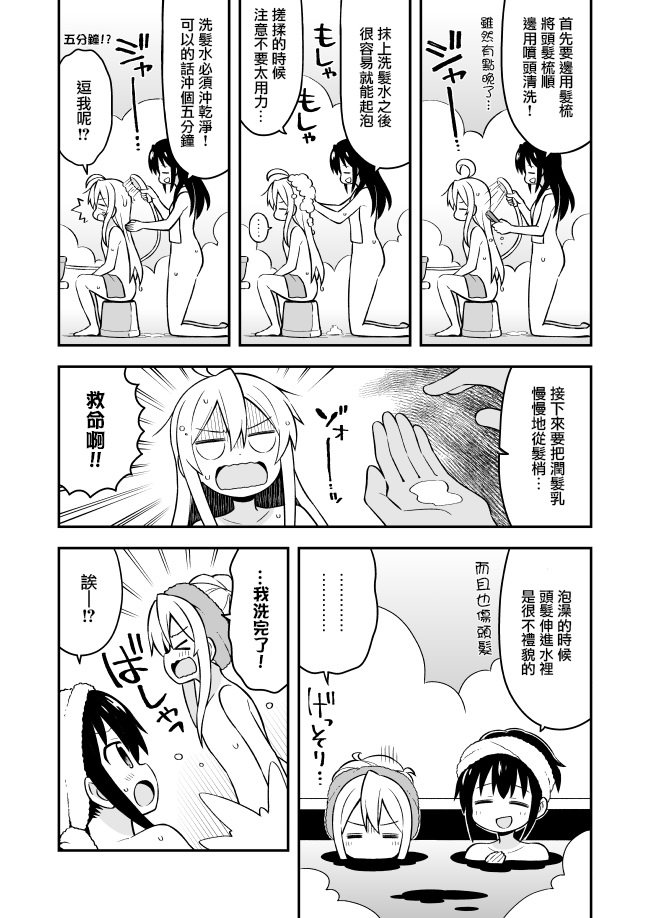 首先要邊用髮梳
將頭髮梳順
邊用噴頭清洗！
雖然有點晚了…
ジャーー
抹上洗髮水之後
很容易就能起泡
もしゃ
もしゃ
搓揉的時候
注意不要太用力…
……
洗髮水必須沖乾淨！
可以的話沖個五分鐘
ジャーー
五分鐘!?
逗我呢!?
接下來要把潤髮乳
慢慢地從髮梢…
ゾォー
救命啊!!
泡澡的時候
頭髮伸進水裡
是很不禮貌的
而且也傷頭髮
…………
…………
げっそり…
…我洗完了！
ばしゃっ
誒—!?